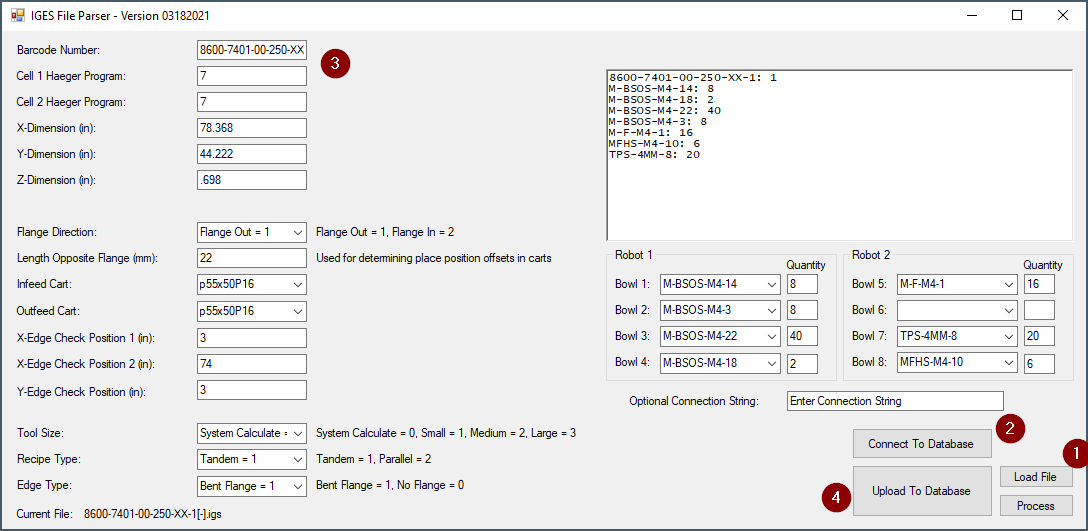 IGES File Parser - Version 03182021
Barcode Number: 8600-7401-00-250-XX 3
Cell 1 Haeger Program: 7
Cell 2 Haeger Program: 7
X-Dimension (in): 78.368
Y-Dimension (in): 44.222
Z-Dimension (in): .698
Flange Direction: Flange Out = 1 Flange Out = 1, Flange In = 2
Length Opposite Flange (mm): 22 Used for determining place position offsets in carts
Infeed Cart: p55x50P16
Outfeed Cart: p55x50P16
X-Edge Check Position 1 (in): 3
X-Edge Check Position 2 (in): 74
Y-Edge Check Position (in): 3
Tool Size: System Calculate = System Calculate = 0, Small = 1, Medium = 2, Large = 3
Recipe Type: Tandem = 1 Tandem = 1, Parallel = 2
Edge Type: Bent Flange = 1 Bent Flange = 1, No Flange = 0
Current File: 8600-7401-00-250-XX-1[-].igs
8600-7401-00-250-XX-1: 1
M-BSOS-M4-14: 8
M-BSOS-M4-18: 2
M-BSOS-M4-22: 40
M-BSOS-M4-3: 8
M-F-M4-1: 16
MFHS-M4-10: 6
TPS-4MM-8: 20
Robot 1
Quantity
Bowl 1: M-BSOS-M4-14 8
Bowl 2: M-BSOS-M4-3 8
Bowl 3: M-BSOS-M4-22 40
Bowl 4: M-BSOS-M4-18 2
Robot 2
Quantity
Bowl 5: M-F-M4-1 16
Bowl 6:
Bowl 7: TPS-4MM-8 20
Bowl 8: MFHS-M4-10 6
Optional Connection String: Enter Connection String
2
Connect To Database
1
Load File
4
Upload To Database
Process